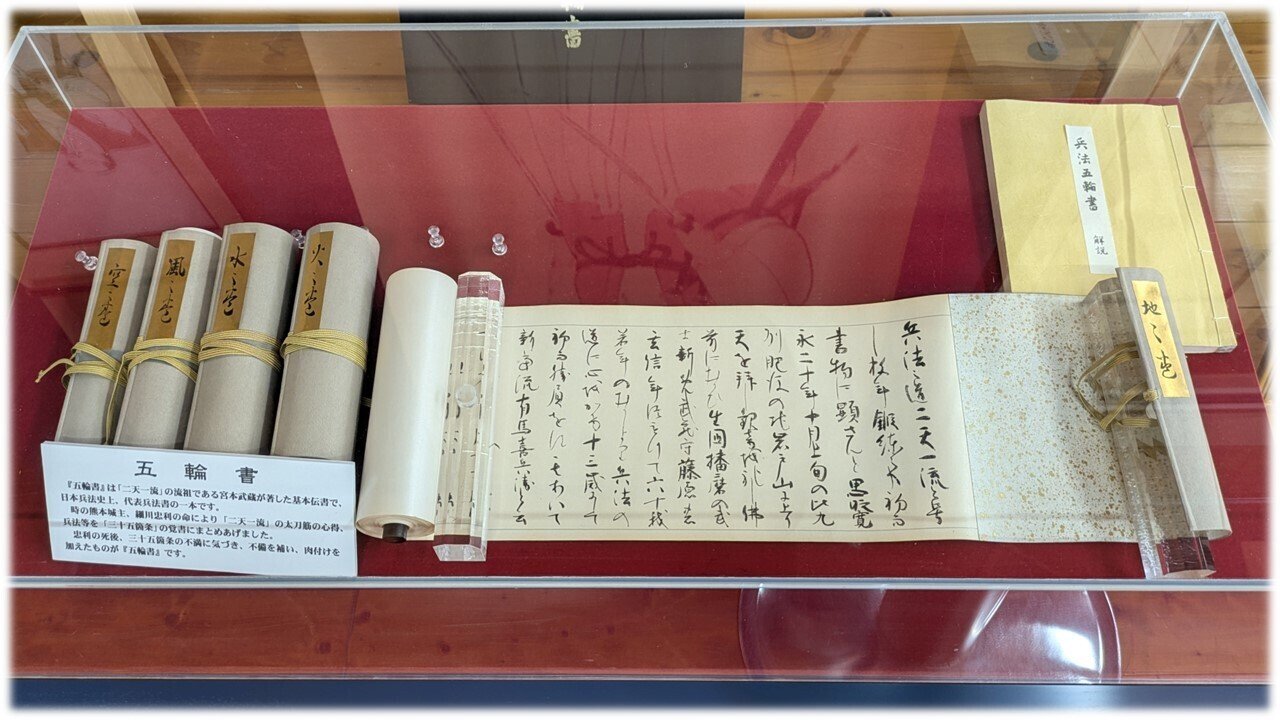 空之巻
風之巻
水之巻
火之巻
地之巻
兵法五輪書 解説
兵法之道二天一流と号
し数年鍛練之事初而
書物に顕さんと思寛
永二十年十月上旬の比九
州肥後の地岩戸山に上り
天を拝し観音を礼し佛
前にむかひ生國播磨の武
士新免武蔵守藤原
玄信年つもりて六十我
若年のむかしより兵法の
道に心をかけ十三歳にして
初而勝負をす其あいて
新當流有馬喜兵衛と云
五輪書
『五輪書』は「二天一流」の流祖である宮本武蔵が著した基本伝書で、
日本兵法史上、代表兵法書の一本です。
時の熊本城主、細川忠利の命により「二天一流」の太刀筋の心得、
兵法等を「三十五箇条」の覚書にまとめあげました。
忠利の死後、三十五箇条の不満に気づき、不備を補い、肉付けを
加えたものが『五輪書』です。